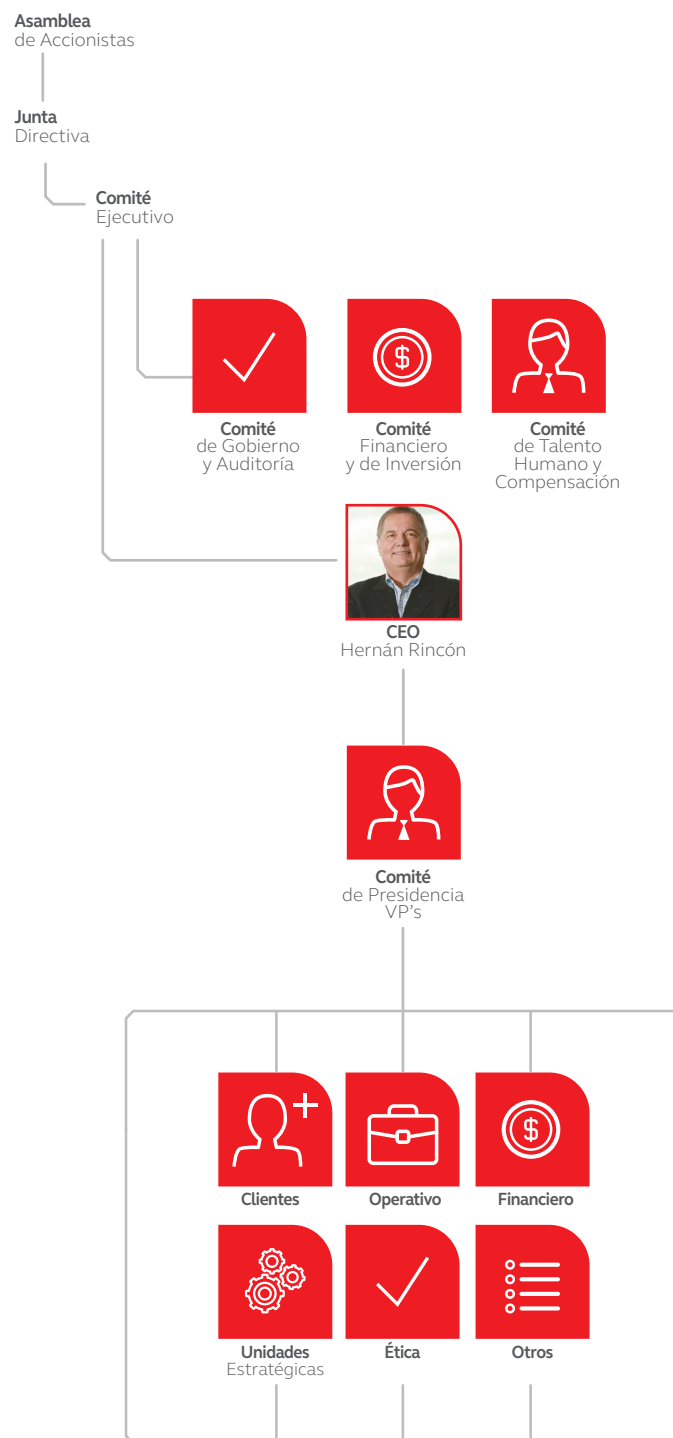 Asamblea
de Accionistas
Junta
Directiva
Comité
Ejecutivo
$
Comité
de Gobierno
y Auditoría
Comité
Financiero
y de Inversión
Comité
de Talento
Humano y
Compensación
CEO
Hernán Rincón
Comité
de Presidencia
VP's
$
Clientes
Operativo
Financiero
Unidades
Estratégicas
Ética
Otros